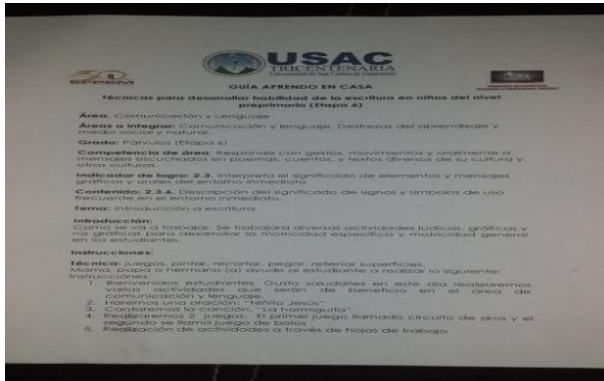 USAC
TRICENTENARIA
Universidad de San Carlos de Guatemala
EFPEM
GUÍA APRENDO EN CASA
Técnicas para desarrollar habilidad de la escritura en niños del nivel
preprimario (Etapa 4)
Área. Comunicación y Lenguaje
Áreas a integrar: Comunicación y lenguaje, Destrezas del aprendizaje y
medio social y natural.
Grado: Párvulos (Etapa 4)
Competencia de área: Responde con gestos, movimientos y oralmente a
mensajes escuchados en poemas, cuentos, y textos diversos de su cultura y
otras culturas.
Indicador de logro: 2.3. Interpreta el significado de elementos y mensajes
gráficos y orales del entorno inmediato
Contenido: 2.3.6. Descripción del significado de signos y símbolos de uso
frecuente en el entorno inmediato.
Tema: Introducción a escritura
Introducción:
Como se va a trabajar: Se trabajara diversas actividades lúdicas, gráficas y
no gráficas para desarrollar la motricidad específica y motricidad general
en los estudiantes.
Instrucciones:
Técnica: juegos, pintar, recortar, pegar, rellenar superficies.
Mama, papa o hermano (a) ayude al estudiante a realizar lo siguiente:
Instrucciones:
1. Bienvenidos estudiantes. Gusto saludarles en este día realizaremos
varias actividades que serán de beneficio en el área de
comunicación y lenguaje.
2. Haremos una oración: "Niñito Jesús"
3. Cantaremos la canción: "La hormiguita"
4. Realizaremos 2 juegos: El primer juego llamado circuito de aros y el
segundo se llama juego de bolos
5. Realización de actividades a través de hojas de trabajo